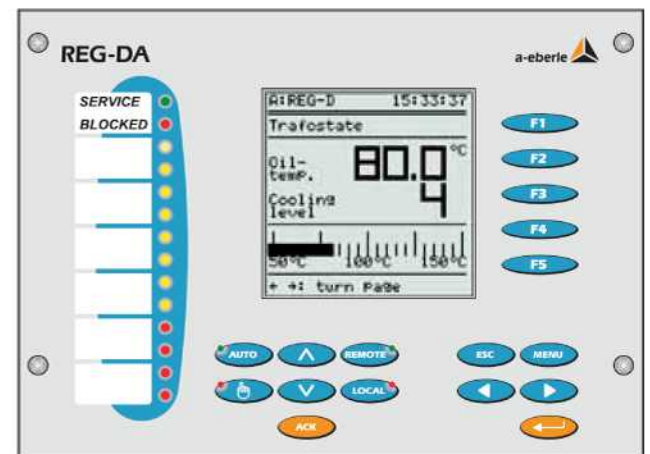 REG-DA
a-eberle
SERVICE
BLOCKED
A:REG-D 15:33:37
Trafostate
Oil-
temp. 80.0 °C
Cooling
level 4
50°C 100°C 150°C
← →: turn page
F1
F2
F3
F4
F5
AUTO
REMOTE
LOCAL
ACK
ESC
MENU